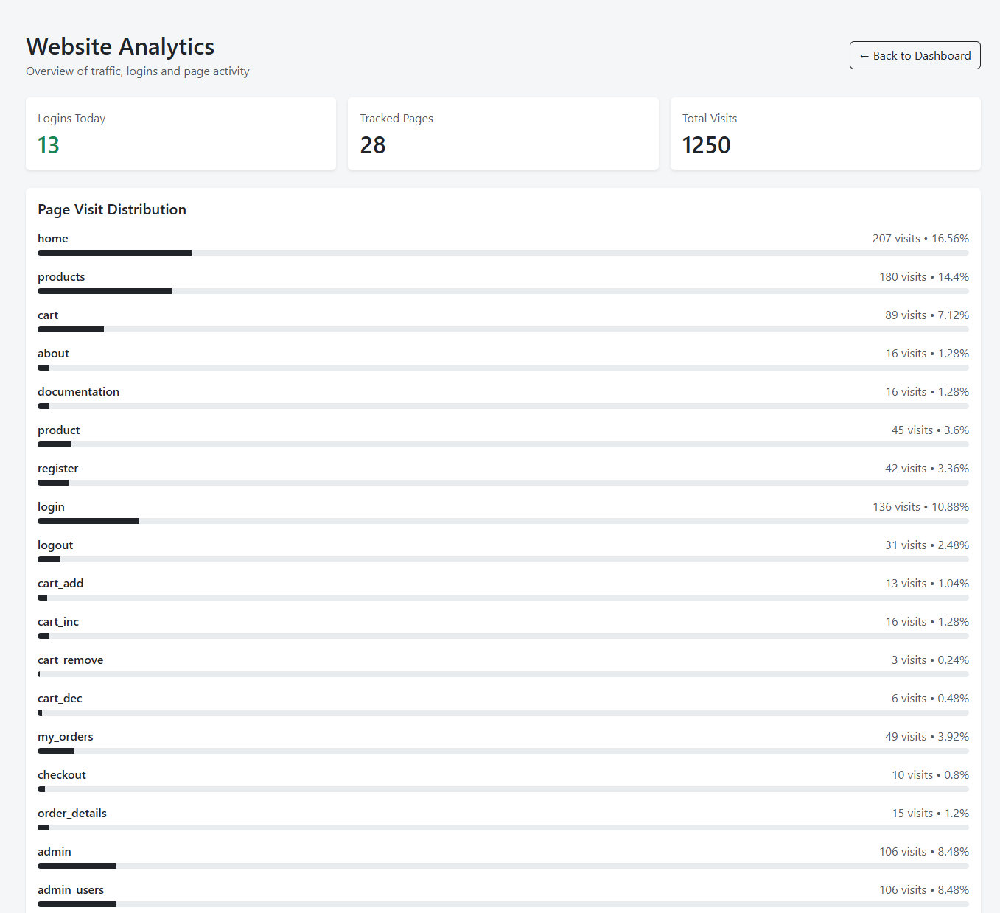 Website Analytics
Overview of traffic, logins and page activity
← Back to Dashboard
Logins Today
13
Tracked Pages
28
Total Visits
1250
Page Visit Distribution
home 207 visits • 16.56%
products 180 visits • 14.4%
cart 89 visits • 7.12%
about 16 visits • 1.28%
documentation 16 visits • 1.28%
product 45 visits • 3.6%
register 42 visits • 3.36%
login 136 visits • 10.88%
logout 31 visits • 2.48%
cart_add 13 visits • 1.04%
cart_inc 16 visits • 1.28%
cart_remove 3 visits • 0.24%
cart_dec 6 visits • 0.48%
my_orders 49 visits • 3.92%
checkout 10 visits • 0.8%
order_details 15 visits • 1.2%
admin 106 visits • 8.48%
admin_users 106 visits • 8.48%